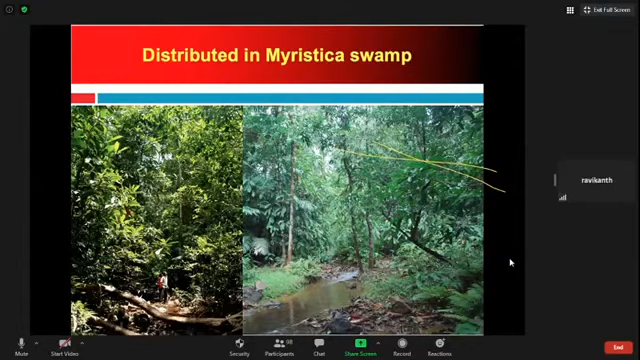 Exit Full Screen
Distributed in Myristica swamp
ravikanth
Mute
Start Video
Security
Participants
98
Chat
Share Screen
Record
Reactions
End